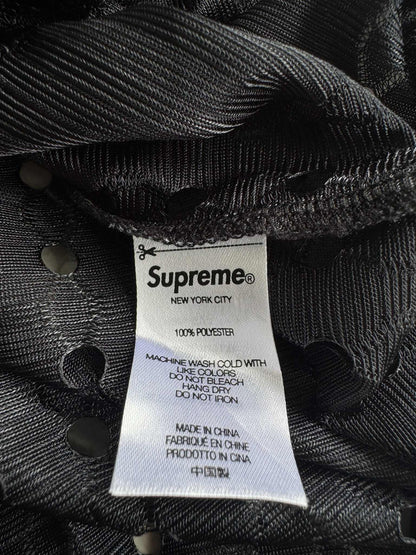 Supreme®
NEW YORK CITY
100% POLYESTER
MACHINE WASH COLD WITH
LIKE COLORS
DO NOT BLEACH
HANG DRY
DO NOT IRON
MADE IN CHINA
FABRIQUÉ EN CHINE
PRODOTTO IN CINA
中国製